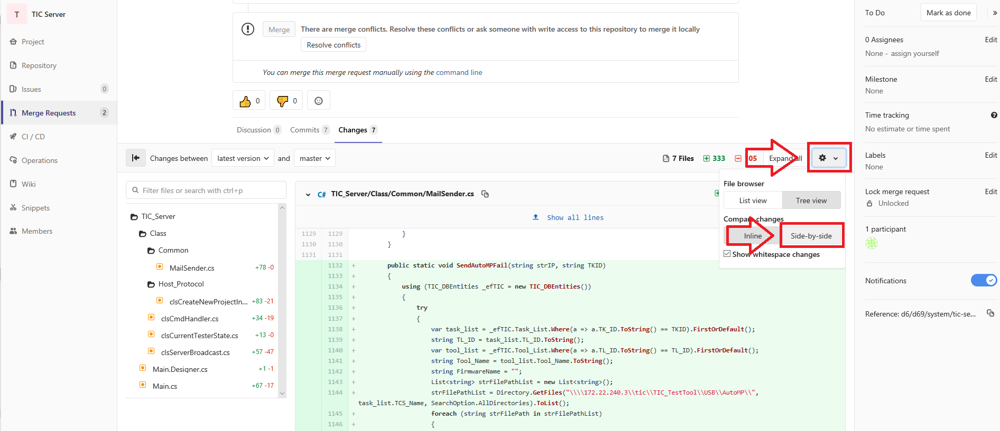 T TIC Server
Project
Repository
Issues 0
Merge Requests 2
CI / CD
Operations
Wiki
Snippets
Members
Merge There are merge conflicts. Resolve these conflicts or ask someone with write access to this repository to merge it locally
Resolve conflicts
You can merge this merge request manually using the command line
0 0
Discussion 0 Commits 7 Changes 7
Changes between latest version and master 7 Files 333 05 Expand all
Filter files or search with ctrl+p
TIC_Server
Class
Common
MailSender.cs +78 -0
Host_Protocol
clsCreateNewProjectIn... +83 -21
clsCmdHandler.cs +34 -19
clsCurrentTesterState.cs +13 -0
clsServerBroadcast.cs +57 -47
Main.Designer.cs +1 -1
Main.cs +67 -17
C# TIC_Server/Class/Common/MailSender.cs
Show all lines
1129 1129 }
1130 1130 }
1131 1131
1132 + public static void SendAutoMPFail(string strIP, string TKID)
1133 + {
1134 + using (TIC_DBEntities _efTIC = new TIC_DBEntities())
1135 + {
1136 + try
1137 + {
1138 + var task_list = _efTIC.Task_List.Where(a => a.TK_ID.ToString() == TKID).FirstOrDefault();
1139 + string TL_ID = task_list.TL_ID.ToString();
1140 + var tool_list = _efTIC.Tool_List.Where(a => a.TL_ID.ToString() == TL_ID).FirstOrDefault();
1141 + string Tool_Name = tool_list.Tool_Name.ToString();
1142 + string FirmwareName = "";
1143 + List<string> strFilePathList = new List<string>();
1144 + strFilePathList = Directory.GetFiles("\\\\172.22.240.3\\tic\\TIC_TestTool\\USB\\AutoMP\\",
task_list.TCS_Name, SearchOption.AllDirectories).ToList();
1145 + foreach (string strFilePath in strFilePathList)
1146 + {
File browser
List view Tree view
Compare changes
Inline Side-by-side
Show whitespace changes
To Do Mark as done »
0 Assignees Edit
None - assign yourself
Milestone Edit
None
Time tracking
No estimate or time spent
Labels Edit
None
Lock merge request Edit
Unlocked
1 participant
Notifications
Reference: d6/d69/system/tic-se...